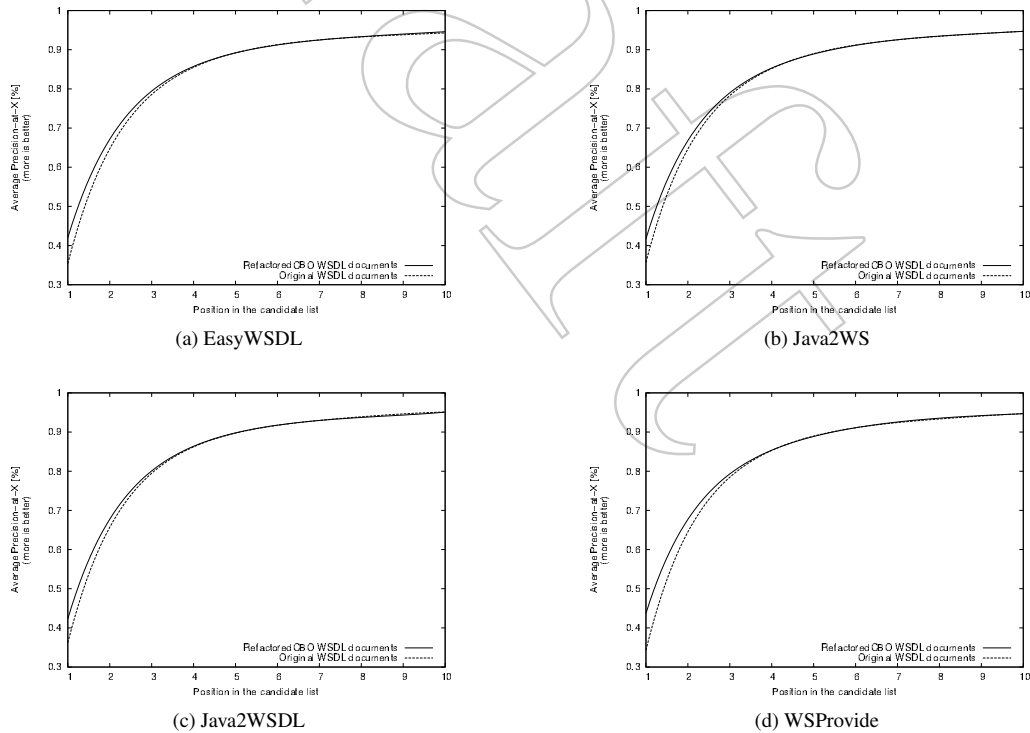 1
0.9
0.8
0.7
0.6
0.5
0.4
0.3
Average Precision-at-X [%]
(more is better)
Refactored CBO WSDL documents
Original WSDL documents
1 2 3 4 5 6 7 8 9 10
Position in the candidate list
(a) EasyWSDL
1
0.9
0.8
0.7
0.6
0.5
0.4
0.3
Average Precision-at-X [%]
(more is better)
Refactored CBO WSDL documents
Original WSDL documents
1 2 3 4 5 6 7 8 9 10
Position in the candidate list
(b) Java2WS
1
0.9
0.8
0.7
0.6
0.5
0.4
0.3
Average Precision-at-X [%]
(more is better)
Refactored CBO WSDL documents
Original WSDL documents
1 2 3 4 5 6 7 8 9 10
Position in the candidate list
(c) Java2WSDL
1
0.9
0.8
0.7
0.6
0.5
0.4
0.3
Average Precision-at-X [%]
(more is better)
Refactored CBO WSDL documents
Original WSDL documents
1 2 3 4 5 6 7 8 9 10
Position in the candidate list
(d) WSProvide